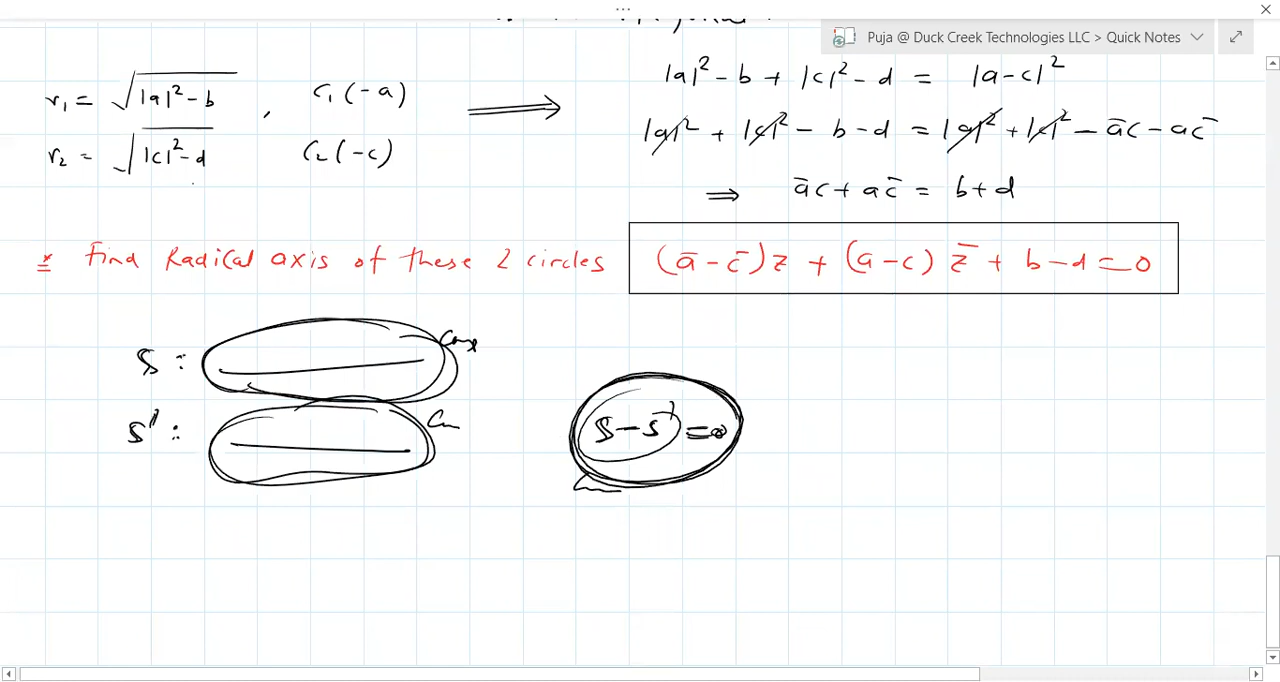 Puja @ Duck Creek Technologies LLC > Quick Notes
r₁ = √|a|² - b , C₁(-a) ⟹ |a|² - b + |c|² - d = |a-c|²
r₂ = √|c|² - d C₂(-c) |a|² + |c|² - b - d = |a|² + |c|² - āc - ac̄
⟹ āc + ac̄ = b + d
* Find Radical axis of these 2 circles (ā - c̄)z + (a - c) z̄ + b - d = 0
S :
S' : S - S' = 0